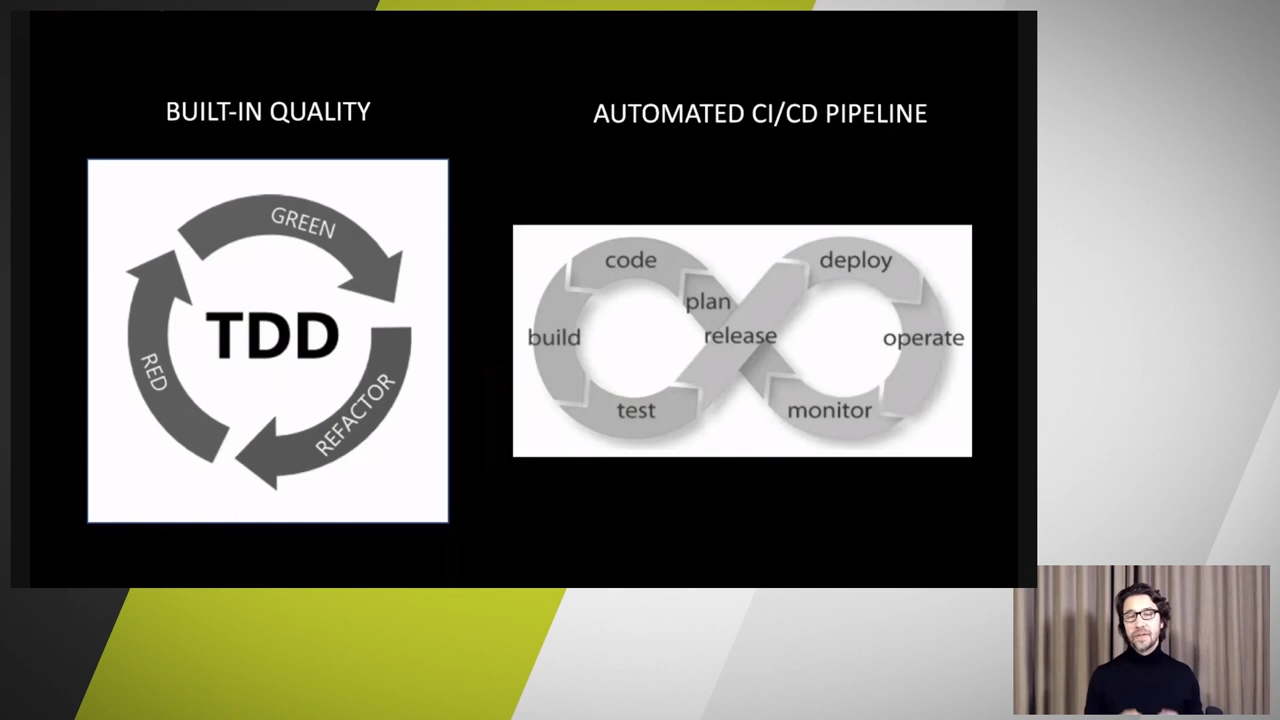 BUILT-IN QUALITY
GREEN
TDD
RED
REFACTOR
AUTOMATED CI/CD PIPELINE
code
deploy
plan
release
build
operate
test
monitor